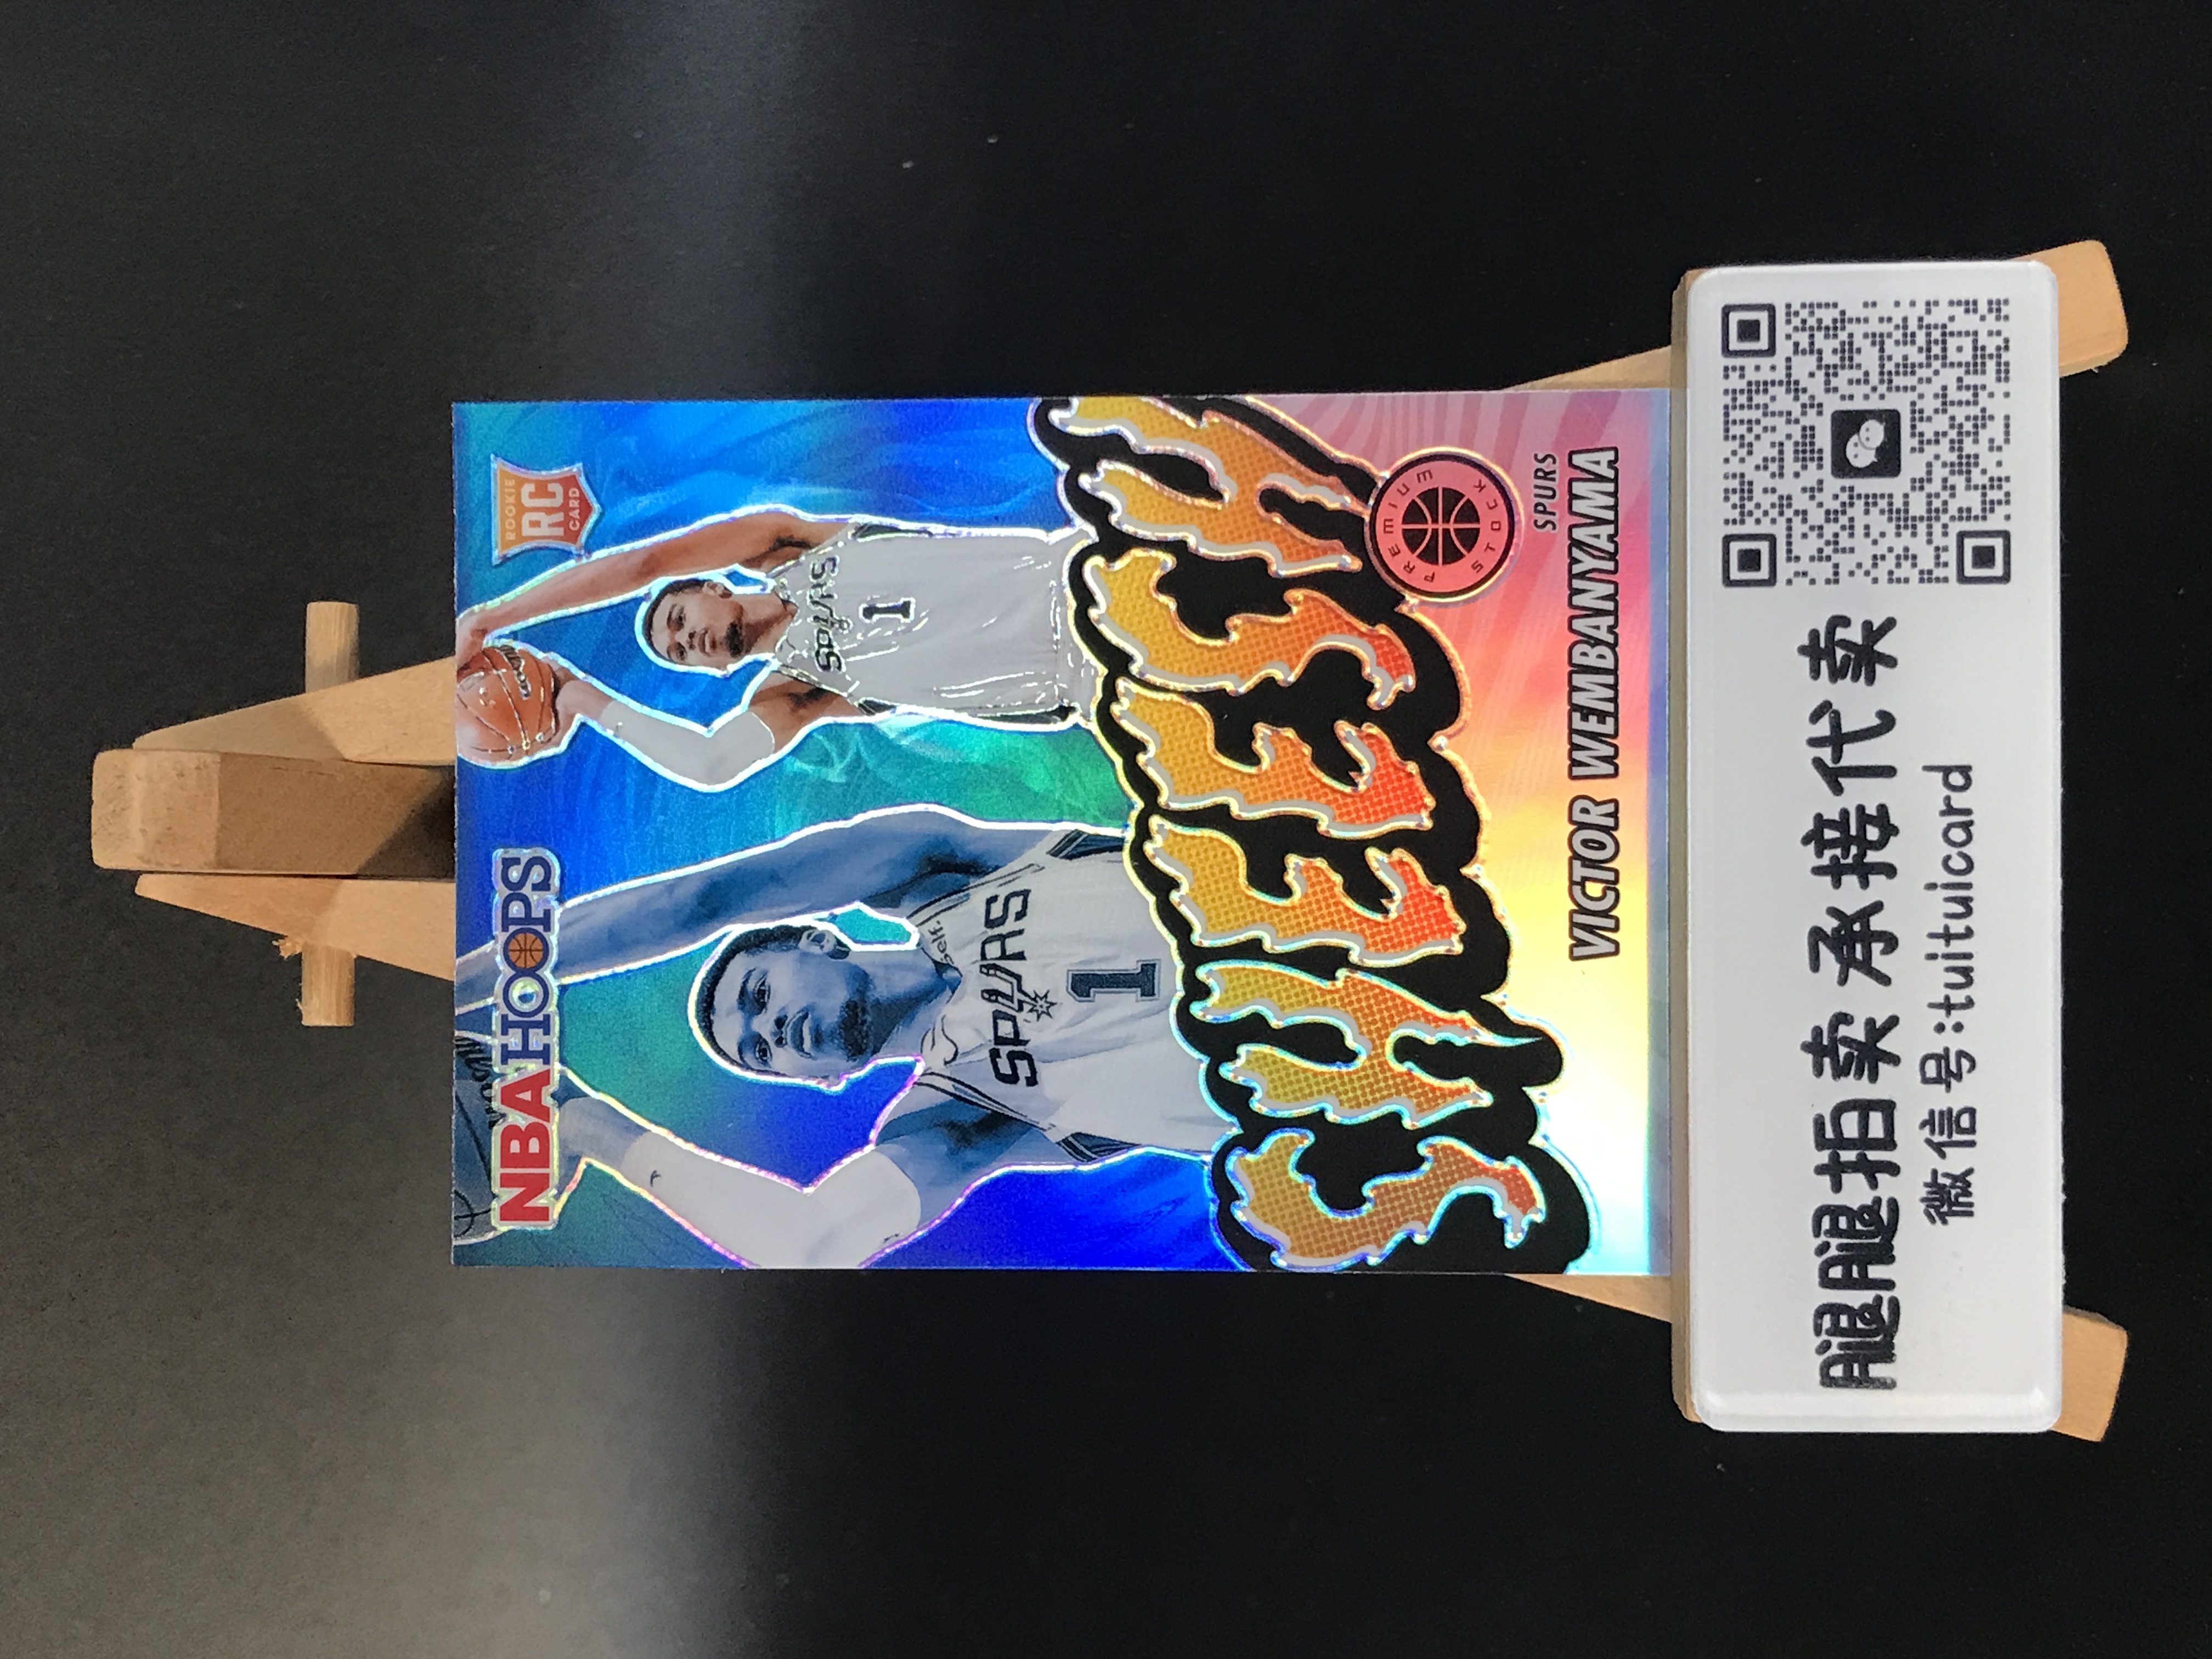 NBA HOOPS
ROOKIE
RC
CARD
SPURS
1
self.
SPURS
1
SHEESH
PREMIUM STOCK
SPURS
VICTOR WEMBANYAMA
腿腿拍卖 承接代卖
微信号:tuituicard